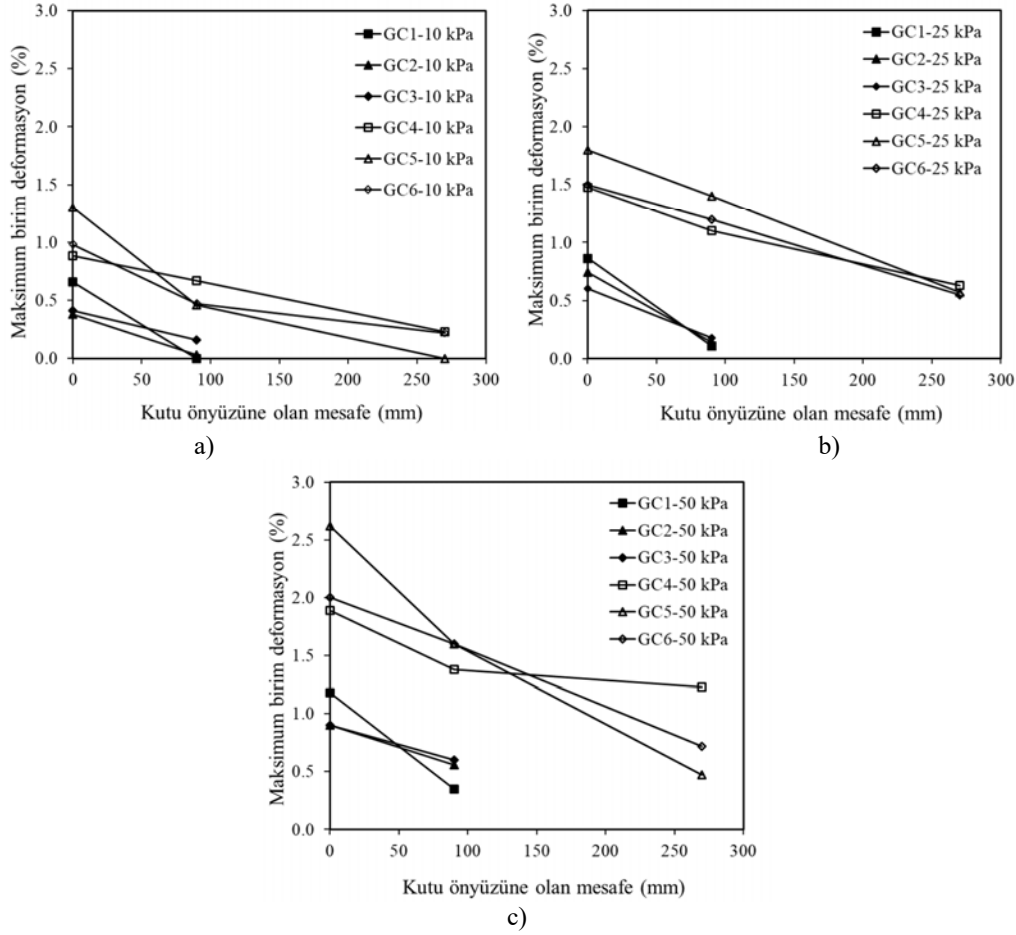 3.0
2.5
2.0
1.5
1.0
0.5
0.0
Maksimum birim deformasyon (%)
GC1-10 kPa
GC2-10 kPa
GC3-10 kPa
GC4-10 kPa
GC5-10 kPa
GC6-10 kPa
0 50 100 150 200 250 300
Kutu önyüzüne olan mesafe (mm)
a)
3.0
2.5
2.0
1.5
1.0
0.5
0.0
Maksimum birim deformasyon (%)
GC1-25 kPa
GC2-25 kPa
GC3-25 kPa
GC4-25 kPa
GC5-25 kPa
GC6-25 kPa
0 50 100 150 200 250 300
Kutu önyüzüne olan mesafe (mm)
b)
3.0
2.5
2.0
1.5
1.0
0.5
0.0
Maksimum birim deformasyon (%)
GC1-50 kPa
GC2-50 kPa
GC3-50 kPa
GC4-50 kPa
GC5-50 kPa
GC6-50 kPa
0 50 100 150 200 250 300
Kutu önyüzüne olan mesafe (mm)
c)